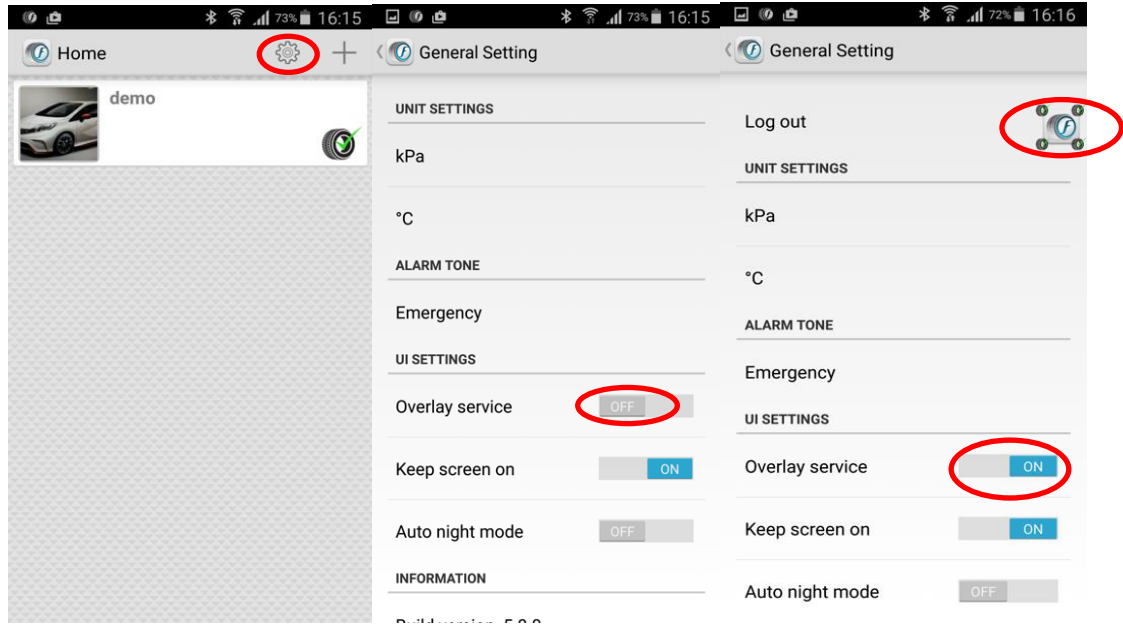 73% 16:15
Home
demo
73% 16:15
General Setting
UNIT SETTINGS
kPa
°C
ALARM TONE
Emergency
UI SETTINGS
Overlay service OFF
Keep screen on ON
Auto night mode OFF
INFORMATION
72% 16:16
General Setting
Log out
UNIT SETTINGS
kPa
°C
ALARM TONE
Emergency
UI SETTINGS
Overlay service ON
Keep screen on ON
Auto night mode OFF